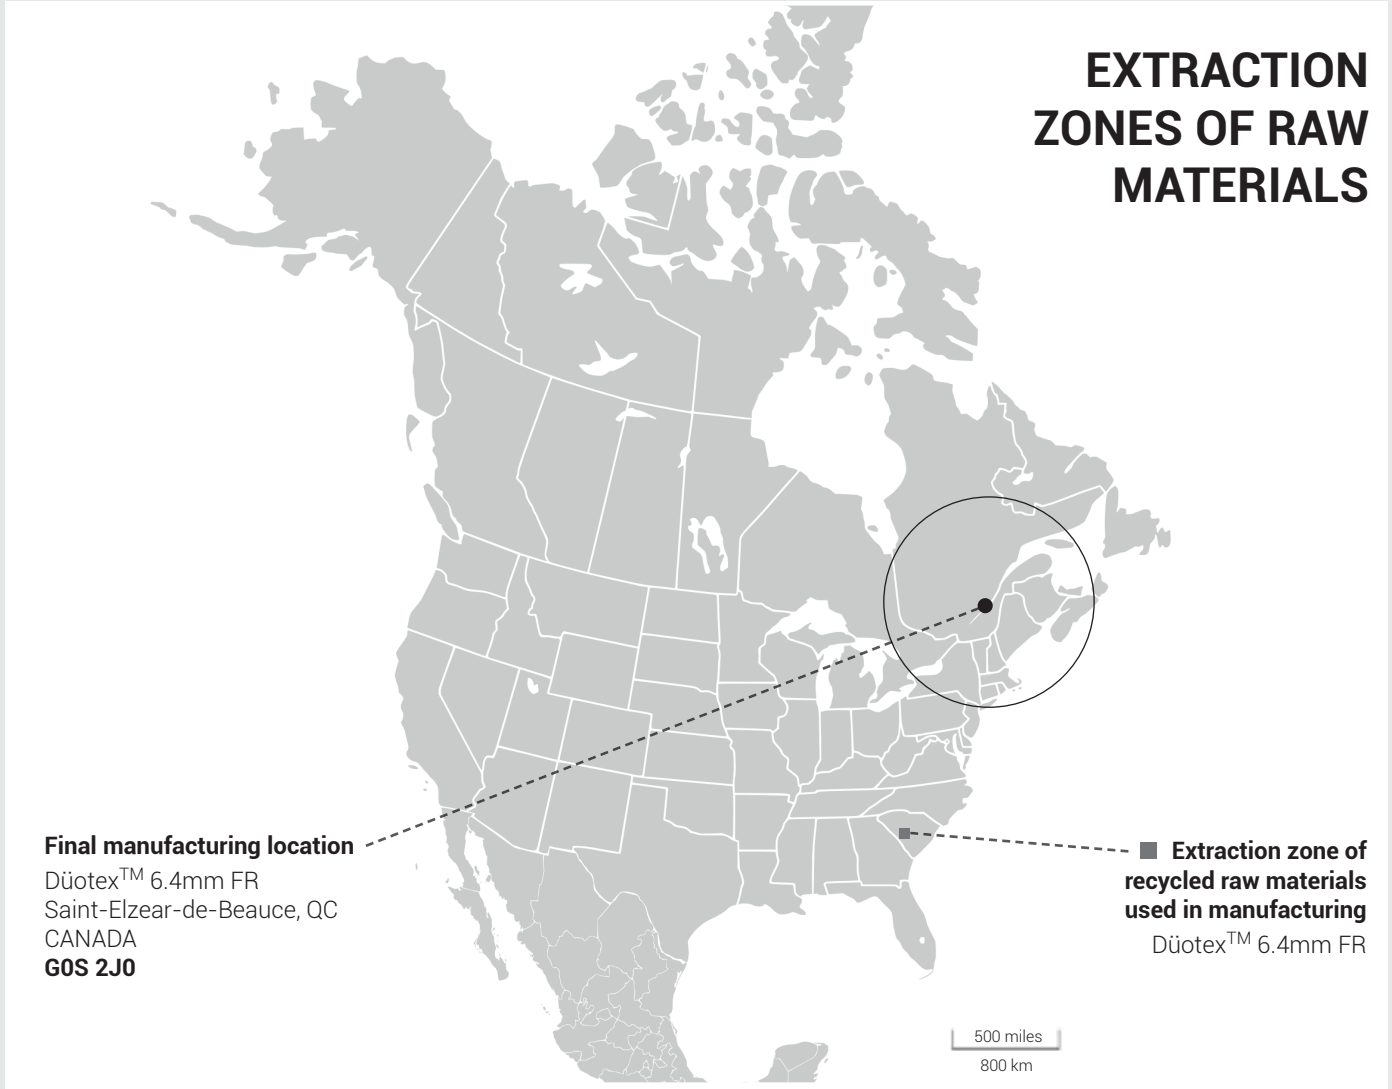 EXTRACTION
ZONES OF RAW
MATERIALS
Final manufacturing location
Düotex™ 6.4mm FR
Saint-Elzear-de-Beauce, QC
CANADA
G0S 2J0
Extraction zone of
recycled raw materials
used in manufacturing
Düotex™ 6.4mm FR
500 miles
800 km